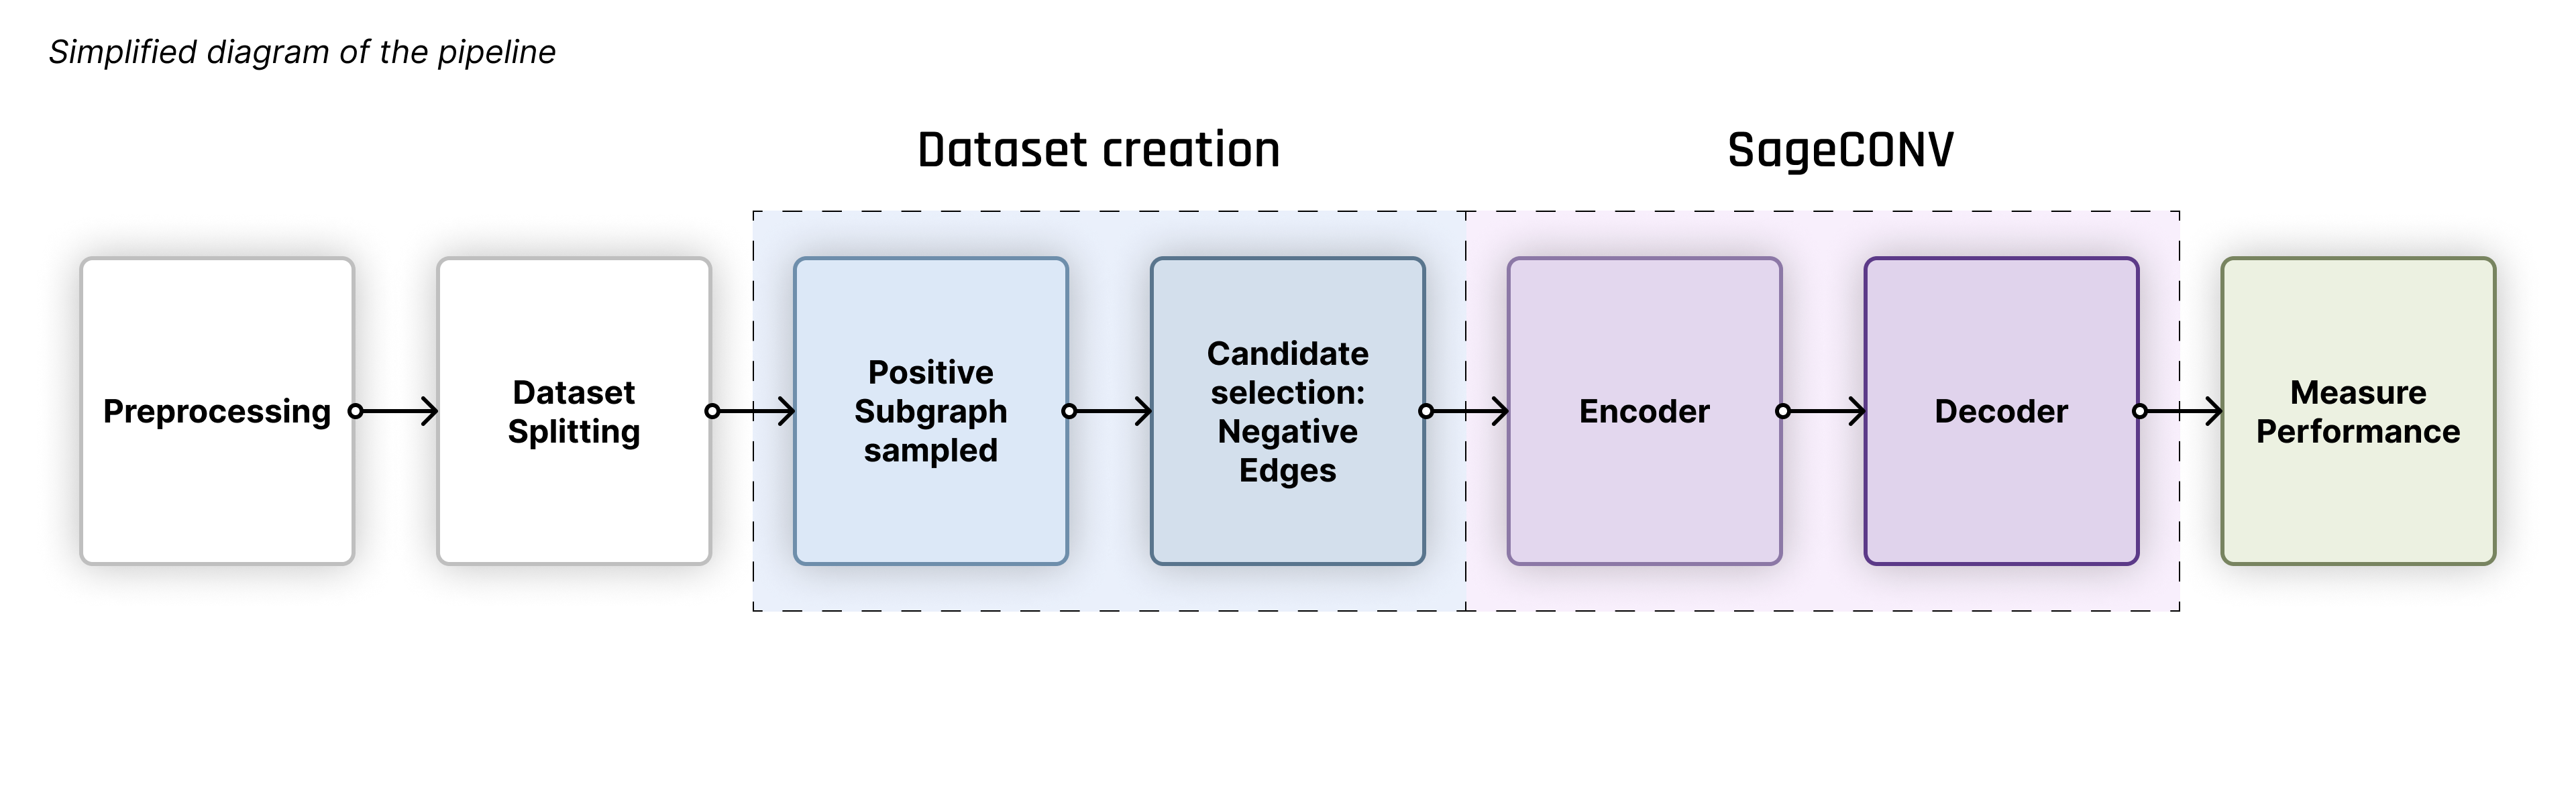 Simplified diagram of the pipeline
Dataset creation
SageCONV
Preprocessing
Dataset
Splitting
Positive
Subgraph
sampled
Candidate
selection:
Negative
Edges
Encoder
Decoder
Measure
Performance